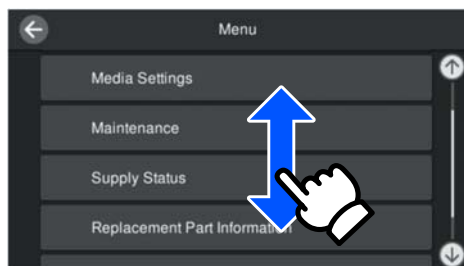 Menu
Media Settings
Maintenance
Supply Status
Replacement Part Information